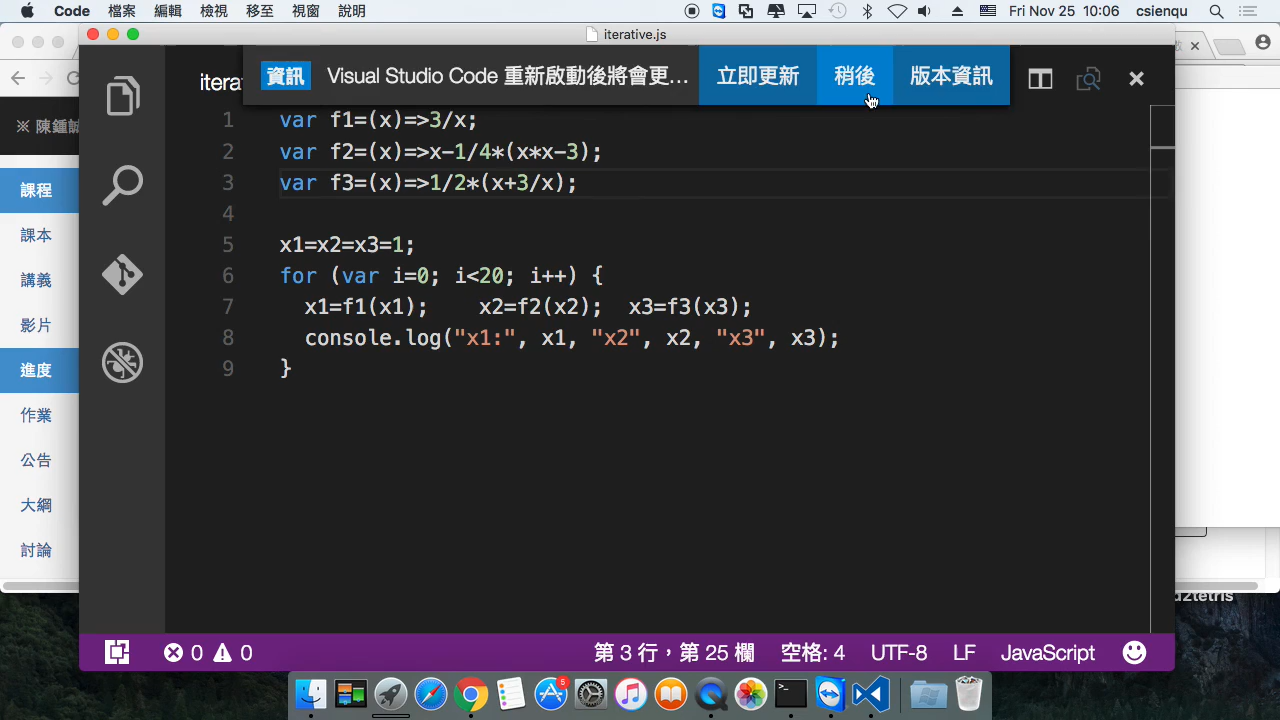 Code 檔案 編輯 檢視 移至 視窗 說明 Fri Nov 25 10:06 csienqu
iterative.js
資訊 Visual Studio Code 重新啟動後將會更... 立即更新 稍後 版本資訊
iterat
1 var f1=(x)=>3/x;
2 var f2=(x)=>x-1/4*(x*x-3);
3 var f3=(x)=>1/2*(x+3/x);
4
5 x1=x2=x3=1;
6 for (var i=0; i<20; i++) {
7 x1=f1(x1); x2=f2(x2); x3=f3(x3);
8 console.log("x1:", x1, "x2", x2, "x3", x3);
9 }
※ 陳鍾誠
課程
課本
講義
影片
進度
作業
公告
大綱
討論
dztetris
0 0 第 3 行，第 25 欄 空格: 4 UTF-8 LF JavaScript
6